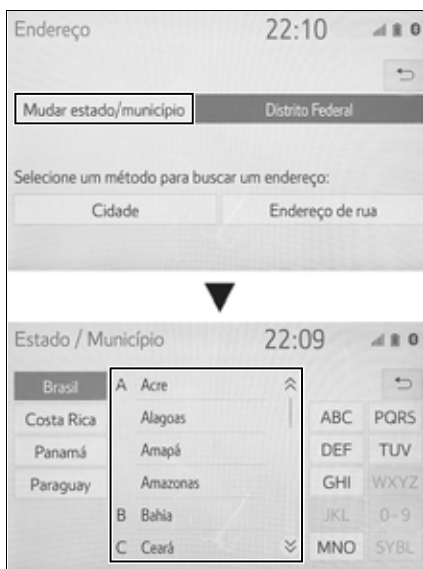 Endereço 22:10 0
Mudar estado/município Distrito Federal
Selecione um método para buscar um endereço:
Cidade Endereço de rua
Estado / Município 22:09 0
Brasil A Acre
Costa Rica Alagoas ABC PQRS
Panamá Amapá DEF TUV
Paraguay Amazonas GHI WXYZ
B Bahia JKL 0-9
C Ceará MNO SYBL